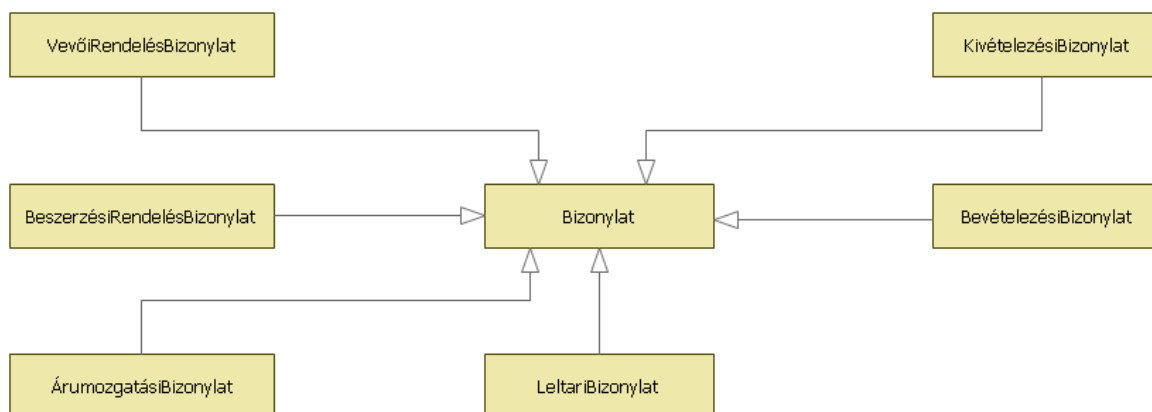 VevőiRendelésBizonylat
KivételezésiBizonylat
BeszerzésiRendelésBizonylat
Bizonylat
BevételezésiBizonylat
ÁrumozgatásiBizonylat
LeltariBizonylat